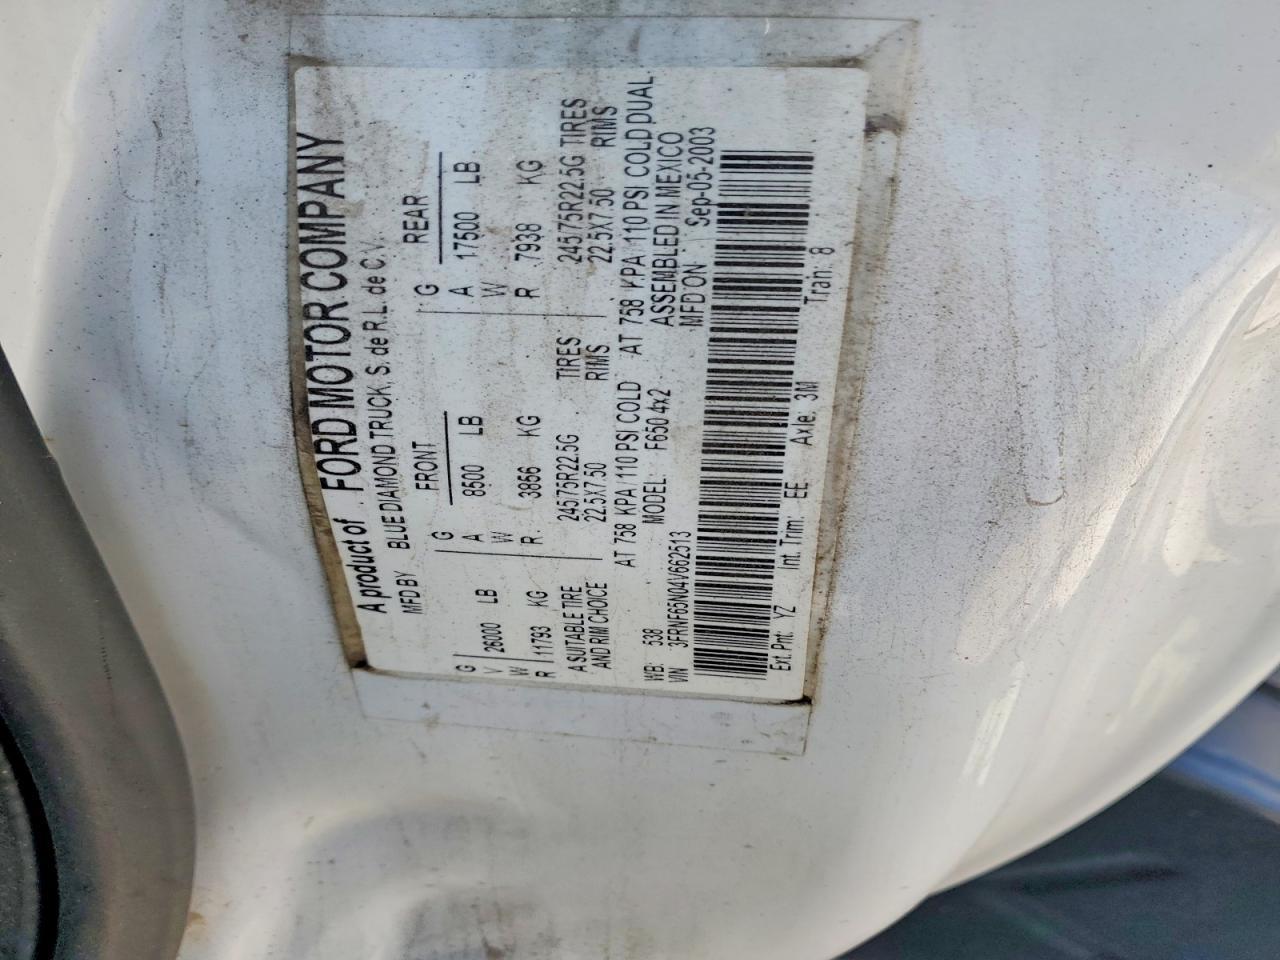 A product of FORD MOTOR COMPANY
MFD BY BLUE DIAMOND TRUCK, S. de R.L. de C.V.
FRONT REAR
G G G
V 26000 LB A 8500 LB A 17500 LB
W W W
R 11793 KG R 3856 KG R 7938 KG
A SUITABLE TIRE 245/75R22.5G TIRES 245/75R22.5G TIRES
AND RIM CHOICE 22.5X7.50 RIMS 22.5X7.50 RIMS
AT 758 KPA/110 PSI COLD AT 758 KPA/110 PSI COLD DUAL
WB: 538 MODEL: F650 4x2 ASSEMBLED IN MEXICO
VIN 3FRNF65N04V662513 MFD ON Sep-05-2003
Ext. Pnt: YZ Int. Trim: EE Axle: 3M Tran: 8